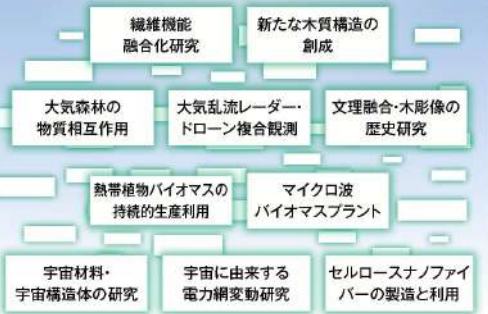 繊維機能
融合化研究
新たな木質構造の
創成
大気森林の
物質相互作用
大気乱流レーダー・
ドローン複合観測
文理融合・木彫像の
歴史研究
熱帯植物バイオマスの
持続的生産利用
マイクロ波
バイオマスプラント
宇宙材料・
宇宙構造体の研究
宇宙に由来する
電力網変動研究
セルロースナノファイ
バーの製造と利用